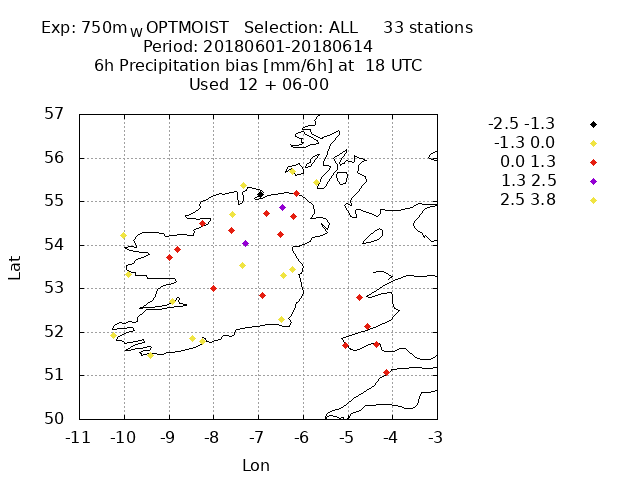 Exp: 750m_W OPTMOIST Selection: ALL 33 stations
Period: 20180601-20180614
6h Precipitation bias [mm/6h] at 18 UTC
Used 12 + 06-00
-2.5 -1.3
-1.3 0.0
0.0 1.3
1.3 2.5
2.5 3.8
57
56
55
54
53
52
51
50
Lat
-11 -10 -9 -8 -7 -6 -5 -4 -3
Lon